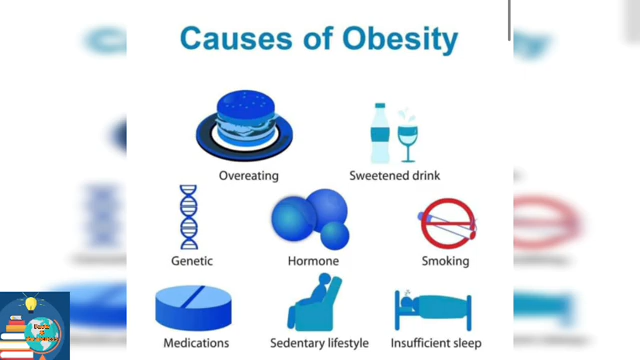 Causes of Obesity
Overeating
Sweetened drink
Genetic
Hormone
Smoking
Medications
Sedentary lifestyle
Insufficient sleep